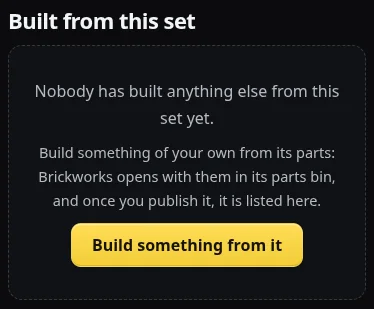 Built from this set
Nobody has built anything else from this
set yet.
Build something of your own from its parts:
Brickworks opens with them in its parts bin,
and once you publish it, it is listed here.
Build something from it